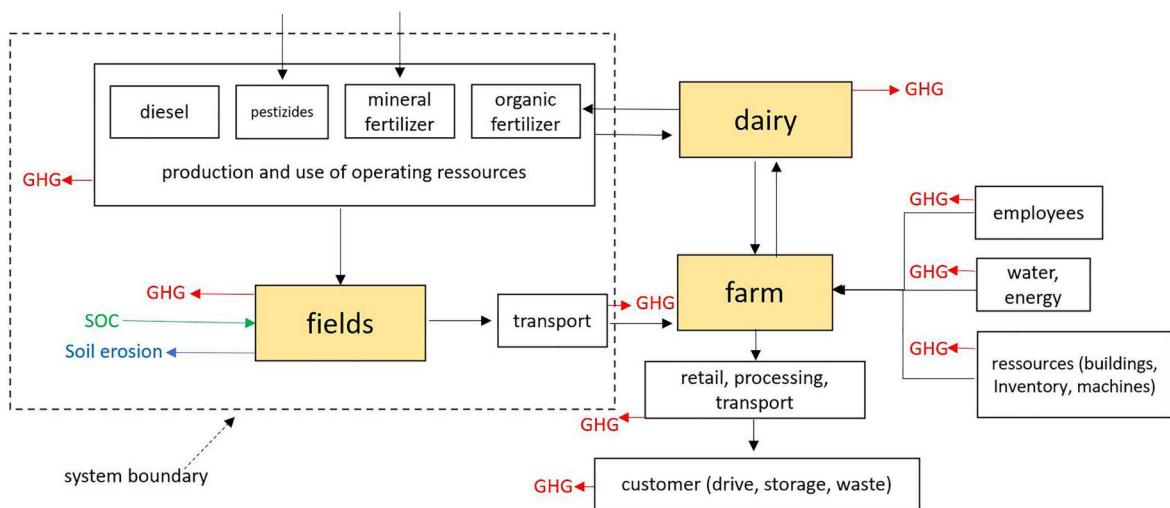 diesel
pestizides
mineral
fertilizer
organic
fertilizer
production and use of operating ressources
GHG
dairy
GHG
GHG
SOC
Soil erosion
fields
transport
GHG
farm
GHG
employees
GHG
water,
energy
GHG
ressources (buildings,
Inventory, machines)
retail, processing,
transport
GHG
customer (drive, storage, waste)
GHG
system boundary